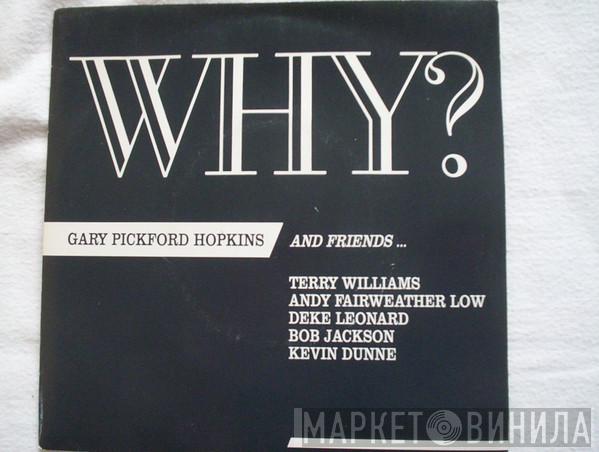 WHY?
GARY PICKFORD HOPKINS AND FRIENDS ...
TERRY WILLIAMS
ANDY FAIRWEATHER LOW
DEKE LEONARD
BOB JACKSON
KEVIN DUNNE
МАРКЕТ
ВИНИЛА